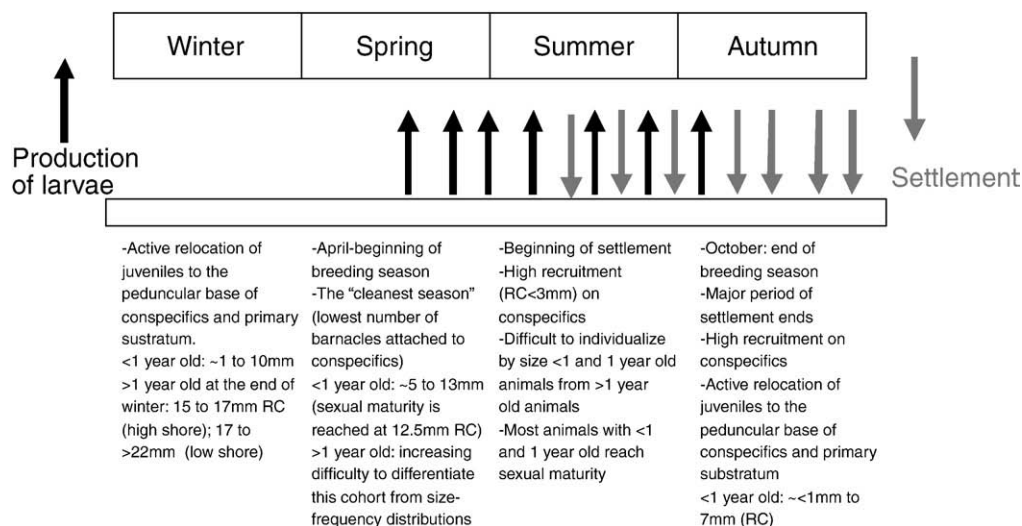 Winter
Spring
Summer
Autumn
Production
of larvae
Settlement
-Active relocation of
juveniles to the
peduncular base of
conspecifics and primary
sustratum.
<1 year old: ~1 to 10mm
>1 year old at the end of
winter: 15 to 17mm RC
(high shore); 17 to
>22mm (low shore)
-April-beginning of
breeding season
-The “cleanest season”
(lowest number of
barnacles attached to
conspecifics)
<1 year old: ~5 to 13mm
(sexual maturity is
reached at 12.5mm RC)
>1 year old: increasing
difficulty to differentiate
this cohort from size-
frequency distributions
-Beginning of settlement
-High recruitment
(RC<3mm) on
conspecifics
-Difficult to individualize
by size <1 and 1 year old
animals from >1 year
old animals
-Most animals with <1
and 1 year old reach
sexual maturity
-October: end of
breeding season
-Major period of
settlement ends
-High recruitment on
conspecifics
-Active relocation of
juveniles to the
peduncular base of
conspecifics and primary
substratum
<1 year old: ~<1mm to
7mm (RC)